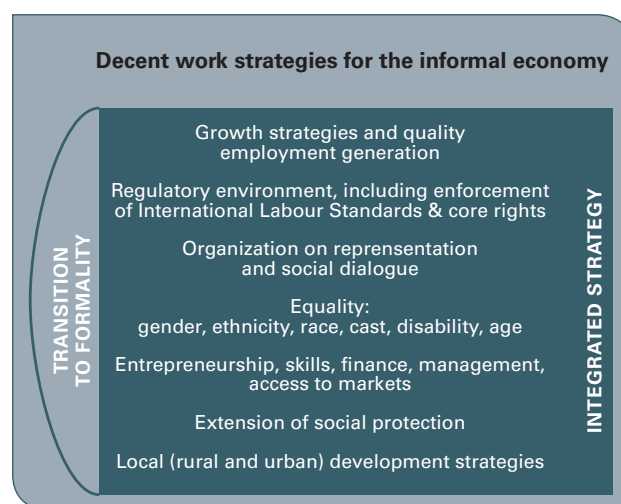 Decent work strategies for the informal economy
TRANSITION
TO FORMALITY
Growth strategies and quality
employment generation
Regulatory environment, including enforcement
of International Labour Standards & core rights
Organization on reprensentation
and social dialogue
Equality:
gender, ethnicity, race, cast, disability, age
Entrepreneurship, skills, finance, management,
access to markets
Extension of social protection
Local (rural and urban) development strategies
INTEGRATED STRATEGY